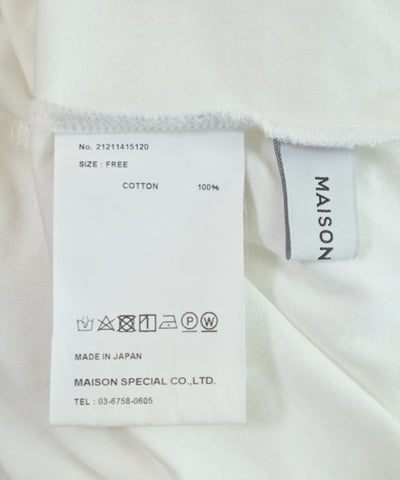 No. 21211415120
SIZE : FREE
COTTON 100%
MADE IN JAPAN
MAISON SPECIAL CO.,LTD.
TEL : 03-6758-0605
MAISON